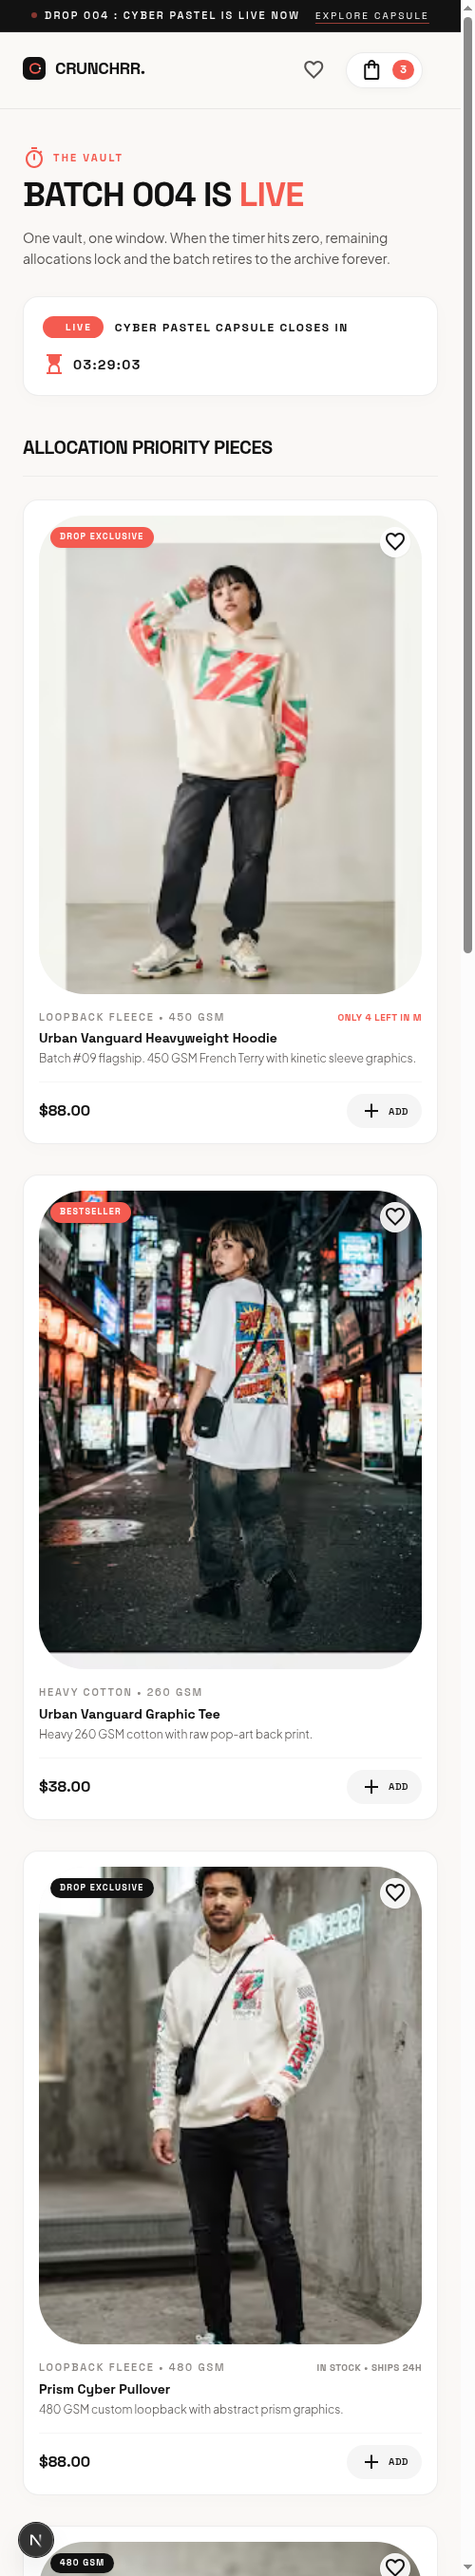 DROP 004 : CYBER PASTEL IS LIVE NOW EXPLORE CAPSULE
CRUNCHRR.
3
THE VAULT
BATCH 004 IS LIVE
One vault, one window. When the timer hits zero, remaining
allocations lock and the batch retires to the archive forever.
LIVE CYBER PASTEL CAPSULE CLOSES IN
03:29:03
ALLOCATION PRIORITY PIECES
DROP EXCLUSIVE
LOOPBACK FLEECE • 450 GSM ONLY 4 LEFT IN M
Urban Vanguard Heavyweight Hoodie
Batch #09 flagship. 450 GSM French Terry with kinetic sleeve graphics.
$88.00 ADD
BESTSELLER
HEAVY COTTON • 260 GSM
Urban Vanguard Graphic Tee
Heavy 260 GSM cotton with raw pop-art back print.
$38.00 ADD
DROP EXCLUSIVE
LOOPBACK FLEECE • 480 GSM IN STOCK • SHIPS 24H
Prism Cyber Pullover
480 GSM custom loopback with abstract prism graphics.
$88.00 ADD
N
480 GSM